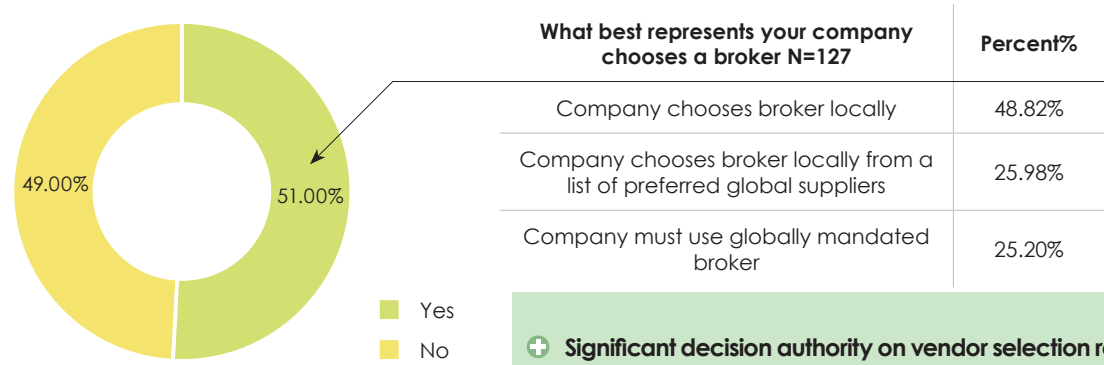 49.00%
51.00%
Yes
No
What best represents your company
chooses a broker N=127
Percent%
Company chooses broker locally
48.82%
Company chooses broker locally from a
list of preferred global suppliers
25.98%
Company must use globally mandated
broker
25.20%
Significant decision authority on vendor selection